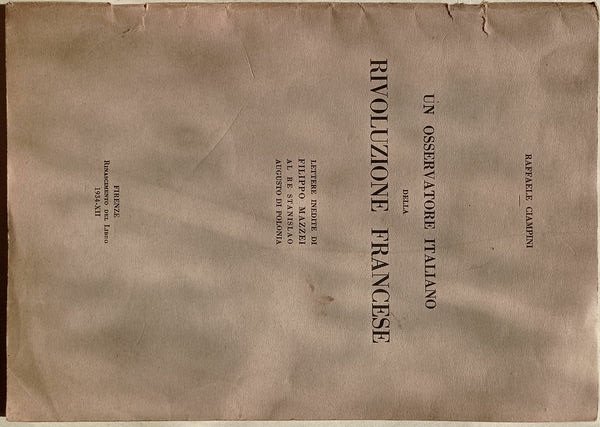 RAFFAELE CIAMPINI
UN OSSERVATORE ITALIANO
DELLA
RIVOLUZIONE FRANCESE
LETTERE INEDITE DI
FILIPPO MAZZEI
AL RE STANISLAO
AUGUSTO DI POLONIA
FIRENZE
RINASCIMENTO DEL LIBRO
1934-XII